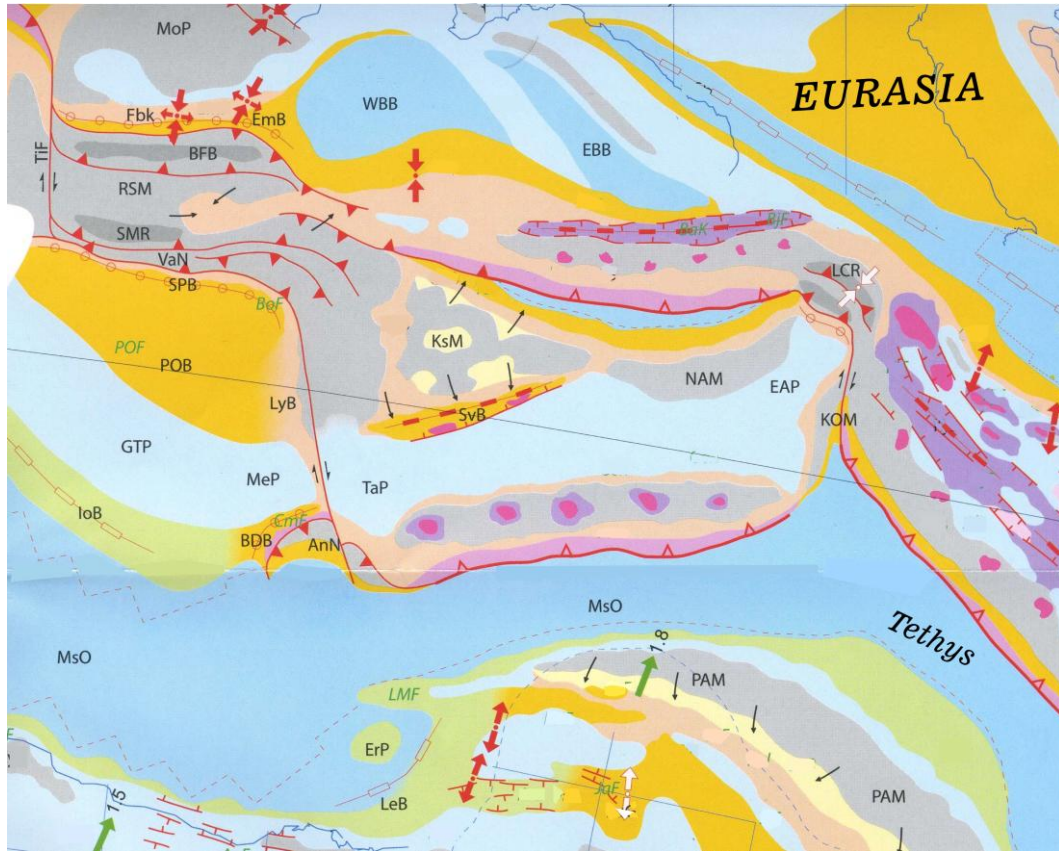 MoP
Fbk
EmB
WBB
EURASIA
TiF
BFB
EBB
RSM
SMR
BjF
BaK
VaN
SPB
BoF
LCR
POF
POB
KsM
NAM
EAP
LyB
SvB
KOM
GTP
MeP
TaP
IoB
CmF
BDB
AnN
MsO
Tethys
MsO
1.8
PAM
LMF
ErP
LeB
JaF
PAM
1.5